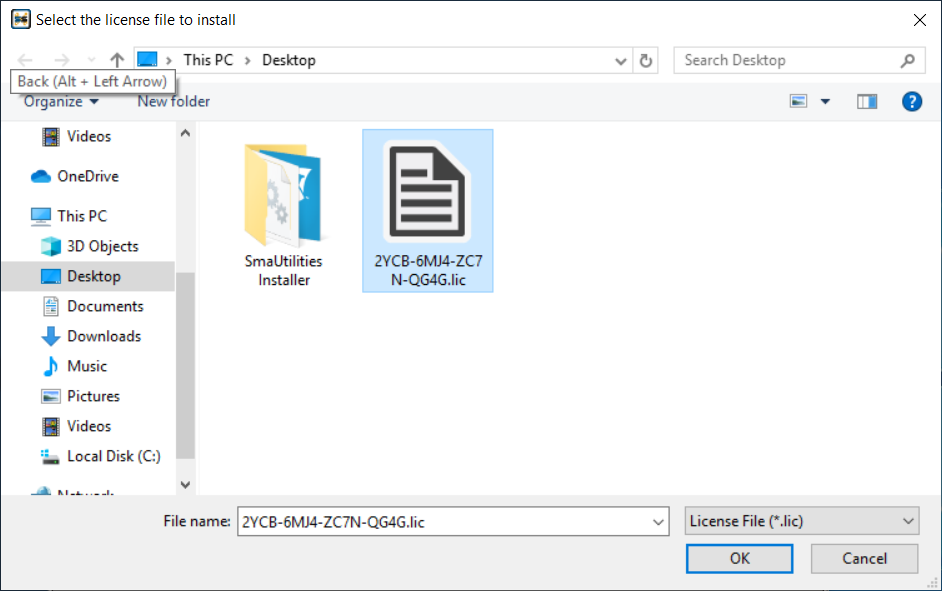 Select the license file to install
This PC
Desktop
Search Desktop
Back (Alt + Left Arrow)
Organize
New folder
Videos
OneDrive
This PC
3D Objects
Desktop
Documents
Downloads
Music
Pictures
Videos
Local Disk (C:)
Network
SmaUtilities
Installer
2YCB-6MJ4-ZC7
N-QG4G.lic
File name:
2YCB-6MJ4-ZC7N-QG4G.lic
License File (*.lic)
OK
Cancel